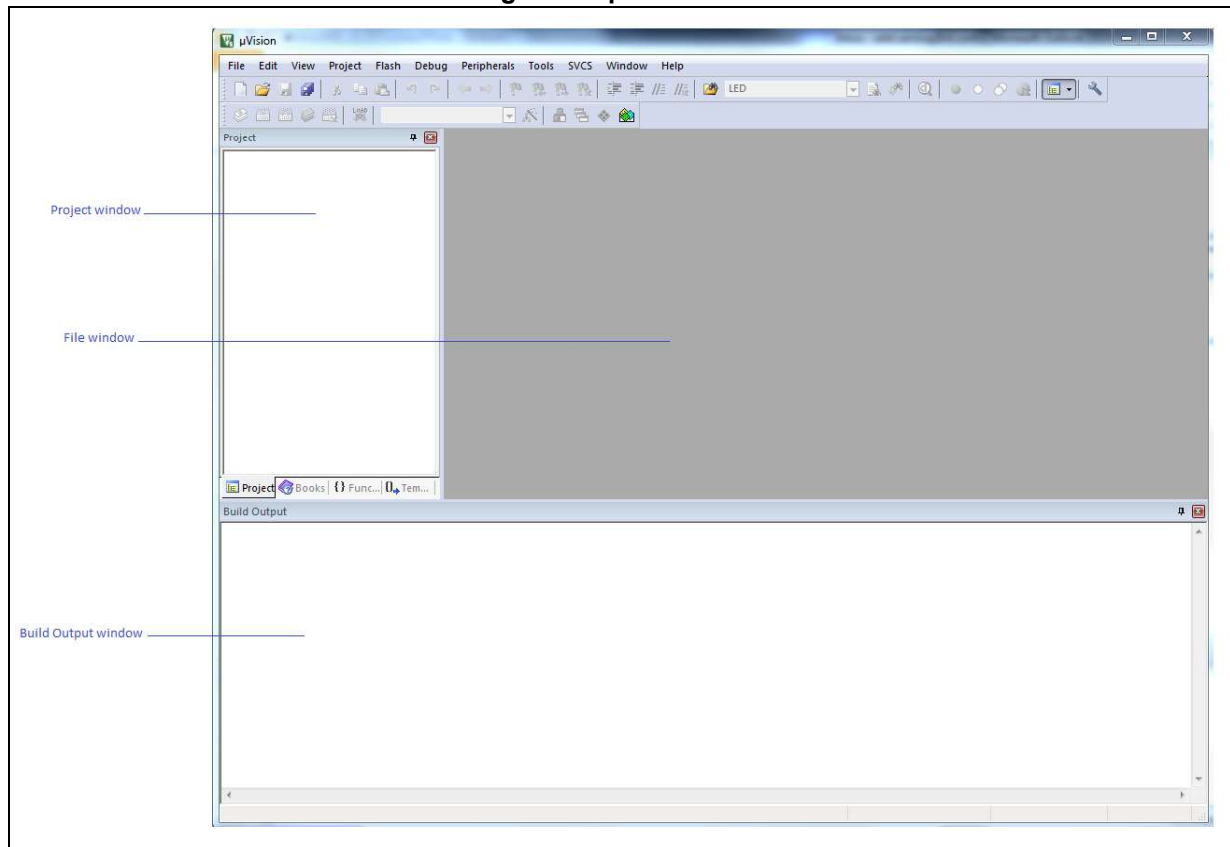 µVision
File Edit View Project Flash Debug Peripherals Tools SVCS Window Help
LED
LOAD
Project
Project window
File window
Project Books {} Func... Tem...
Build Output
Build Output window